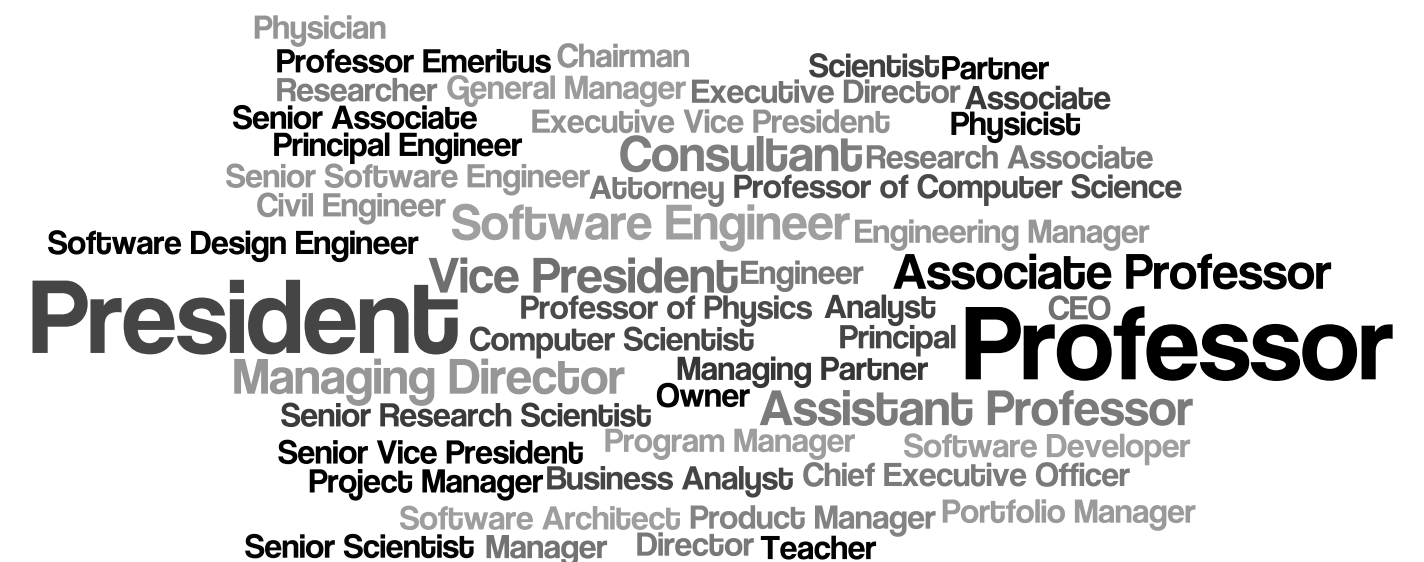 Physician
Professor Emeritus Chairman
Scientist Partner
Researcher General Manager Executive Director Associate
Senior Associate Executive Vice President Physicist
Principal Engineer Consultant Research Associate
Senior Software Engineer Attorney Professor of Computer Science
Civil Engineer Software Engineer Engineering Manager
Software Design Engineer
Vice President Engineer Associate Professor
President Professor of Physics Analyst CEO
Computer Scientist Principal Professor
Managing Director Managing Partner
Owner
Senior Research Scientist Assistant Professor
Senior Vice President Program Manager Software Developer
Project Manager Business Analyst Chief Executive Officer
Software Architect Product Manager Portfolio Manager
Senior Scientist Manager Director Teacher